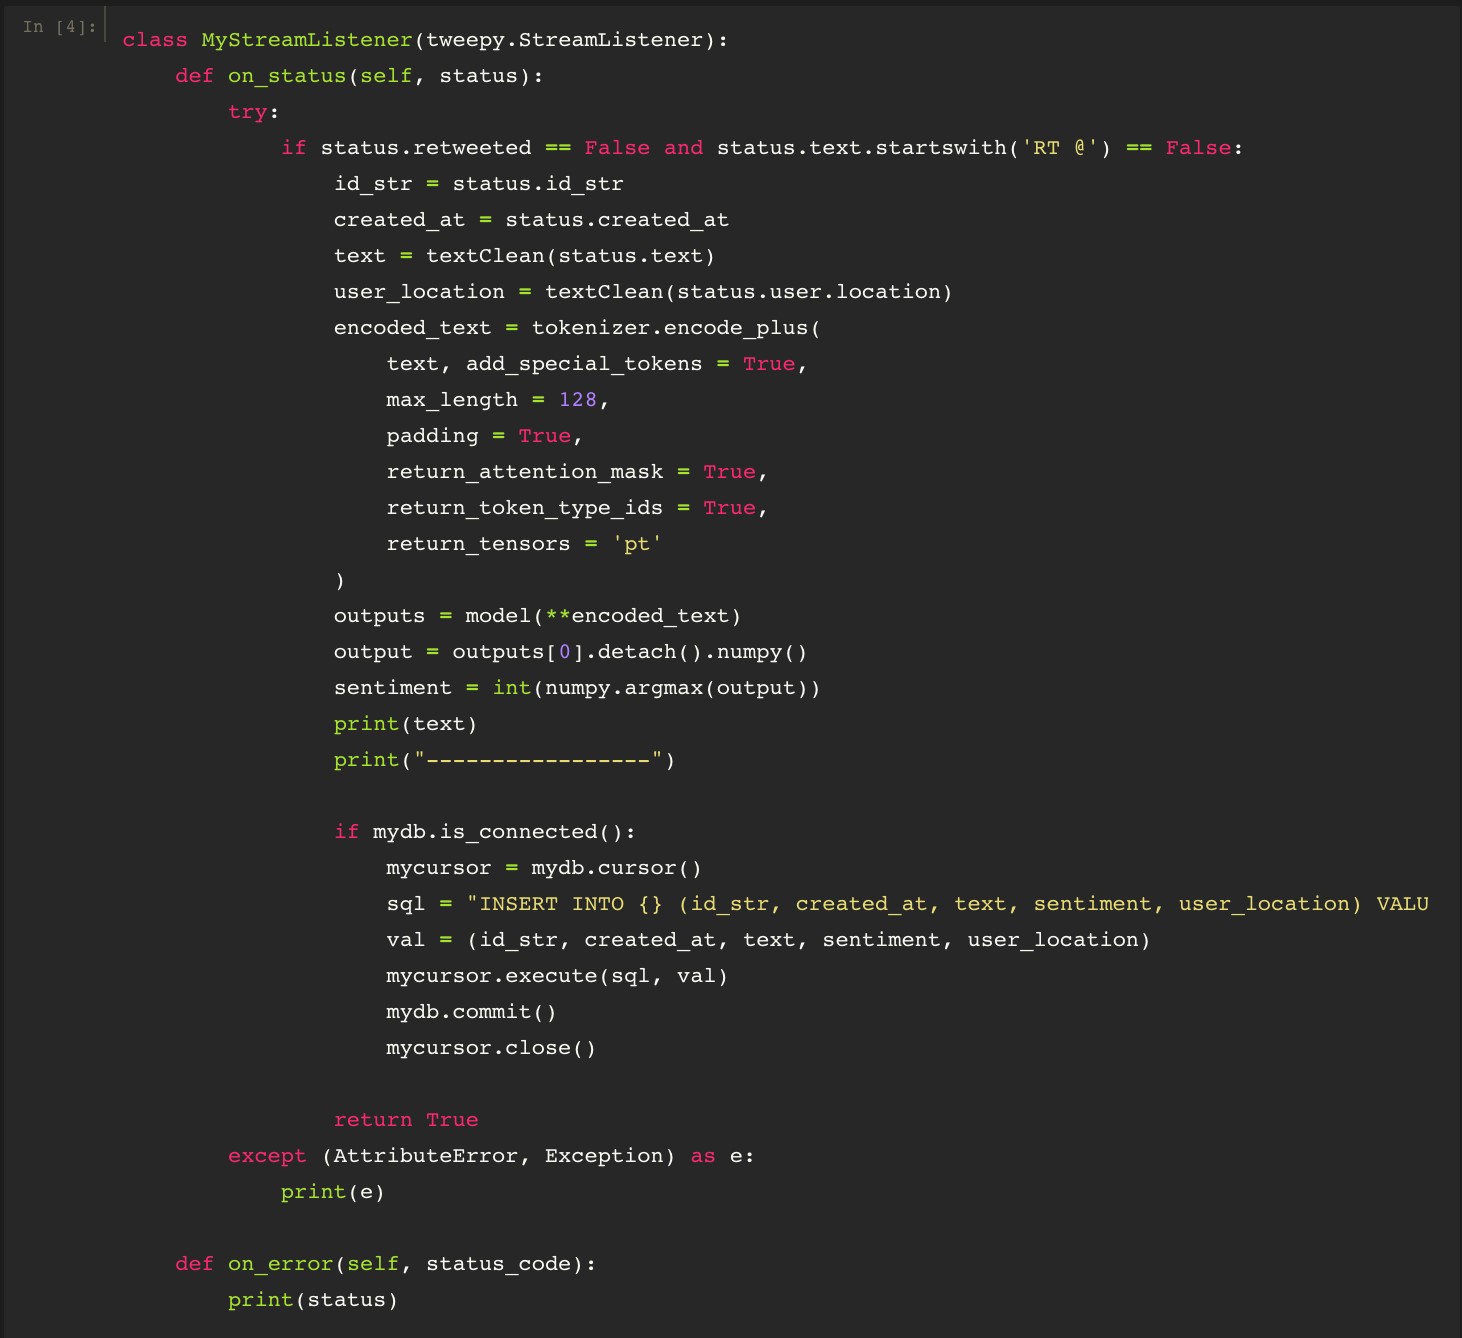 In [4]:
class MyStreamListener(tweepy.StreamListener):
    def on_status(self, status):
        try:
            if status.retweeted == False and status.text.startswith('RT @') == False:
                id_str = status.id_str
                created_at = status.created_at
                text = textClean(status.text)
                user_location = textClean(status.user.location)
                encoded_text = tokenizer.encode_plus(
                    text, add_special_tokens = True,
                    max_length = 128,
                    padding = True,
                    return_attention_mask = True,
                    return_token_type_ids = True,
                    return_tensors = 'pt'
                )
                outputs = model(**encoded_text)
                output = outputs[0].detach().numpy()
                sentiment = int(numpy.argmax(output))
                print(text)
                print("-----------------")

                if mydb.is_connected():
                    mycursor = mydb.cursor()
                    sql = "INSERT INTO {} (id_str, created_at, text, sentiment, user_location) VALU
                    val = (id_str, created_at, text, sentiment, user_location)
                    mycursor.execute(sql, val)
                    mydb.commit()
                    mycursor.close()

                return True
        except (AttributeError, Exception) as e:
            print(e)

    def on_error(self, status_code):
        print(status)